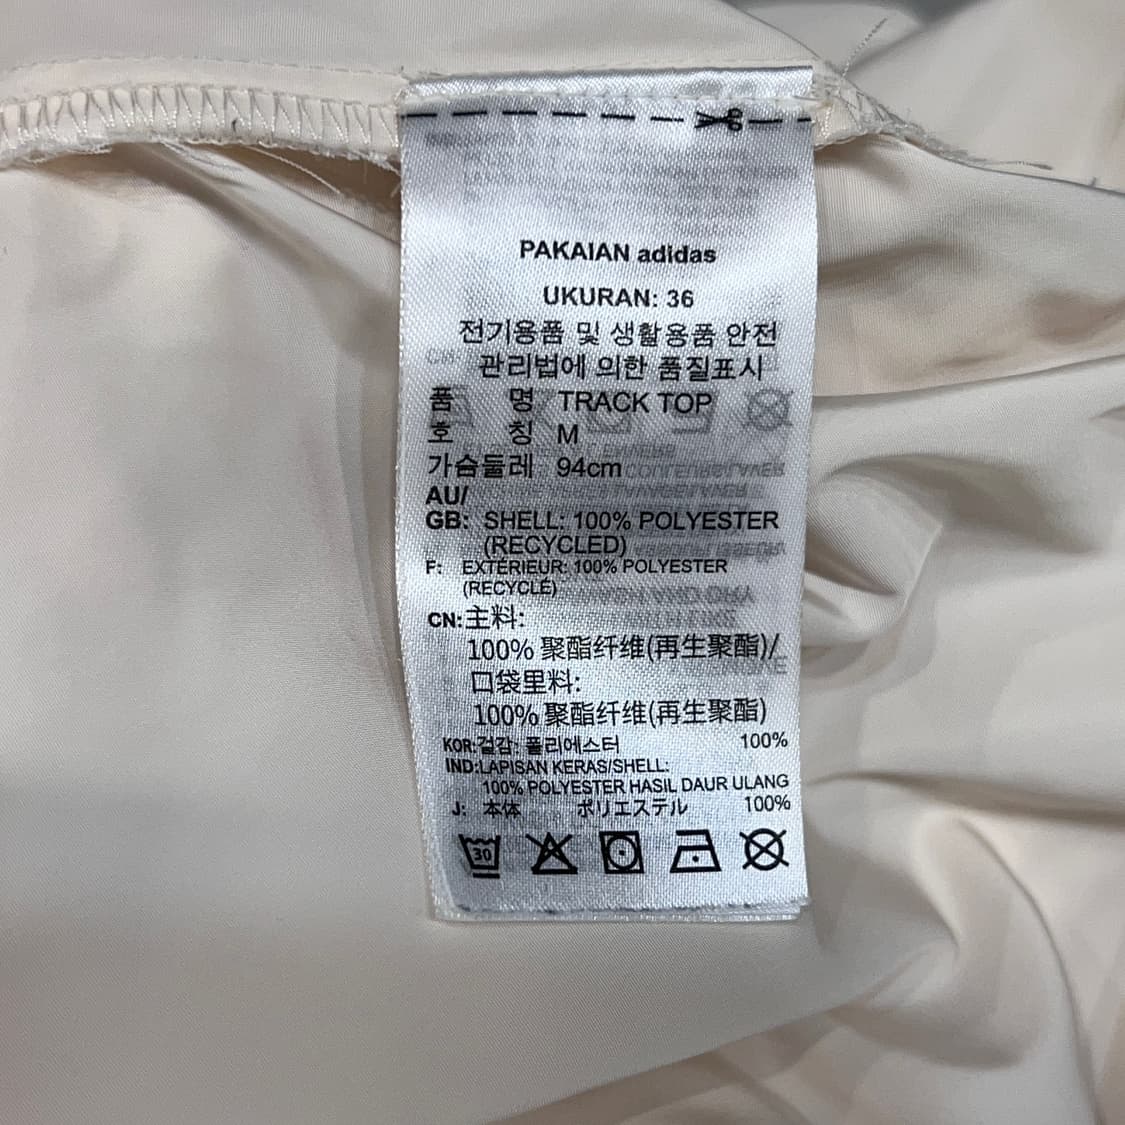 PAKAIAN adidas
UKURAN: 36
전기용품 및 생활용품 안전
관리법에 의한 품질표시
품 명 TRACK TOP
호 칭 M
가슴둘레 94cm
AU/
GB: SHELL: 100% POLYESTER
(RECYCLED)
F: EXTÉRIEUR: 100% POLYESTER
(RECYCLÉ)
CN: 主料:
100% 聚酯纤维(再生聚酯)/
口袋里料:
100% 聚酯纤维(再生聚酯)
KOR: 겉감: 폴리에스터 100%
IND: LAPISAN KERAS/SHELL:
100% POLYESTER HASIL DAUR ULANG
J: 本体 ポリエステル 100%
30